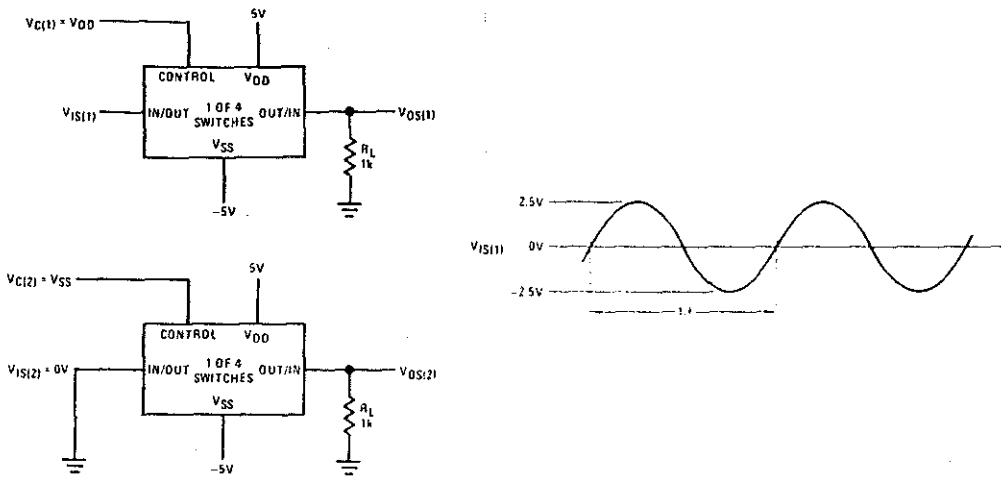 5V
VC(1) = VDD
CONTROL VDD
VIS(1) IN/OUT 1 OF 4 SWITCHES OUT/IN VOS(1)
VSS
RL
1k
-5V
2.5V
VIS(1) 0V
-2.5V
5V
VC(2) = VSS
CONTROL VDD
VIS(2) = 0V IN/OUT 1 OF 4 SWITCHES OUT/IN VOS(2)
VSS
RL
1k
-5V